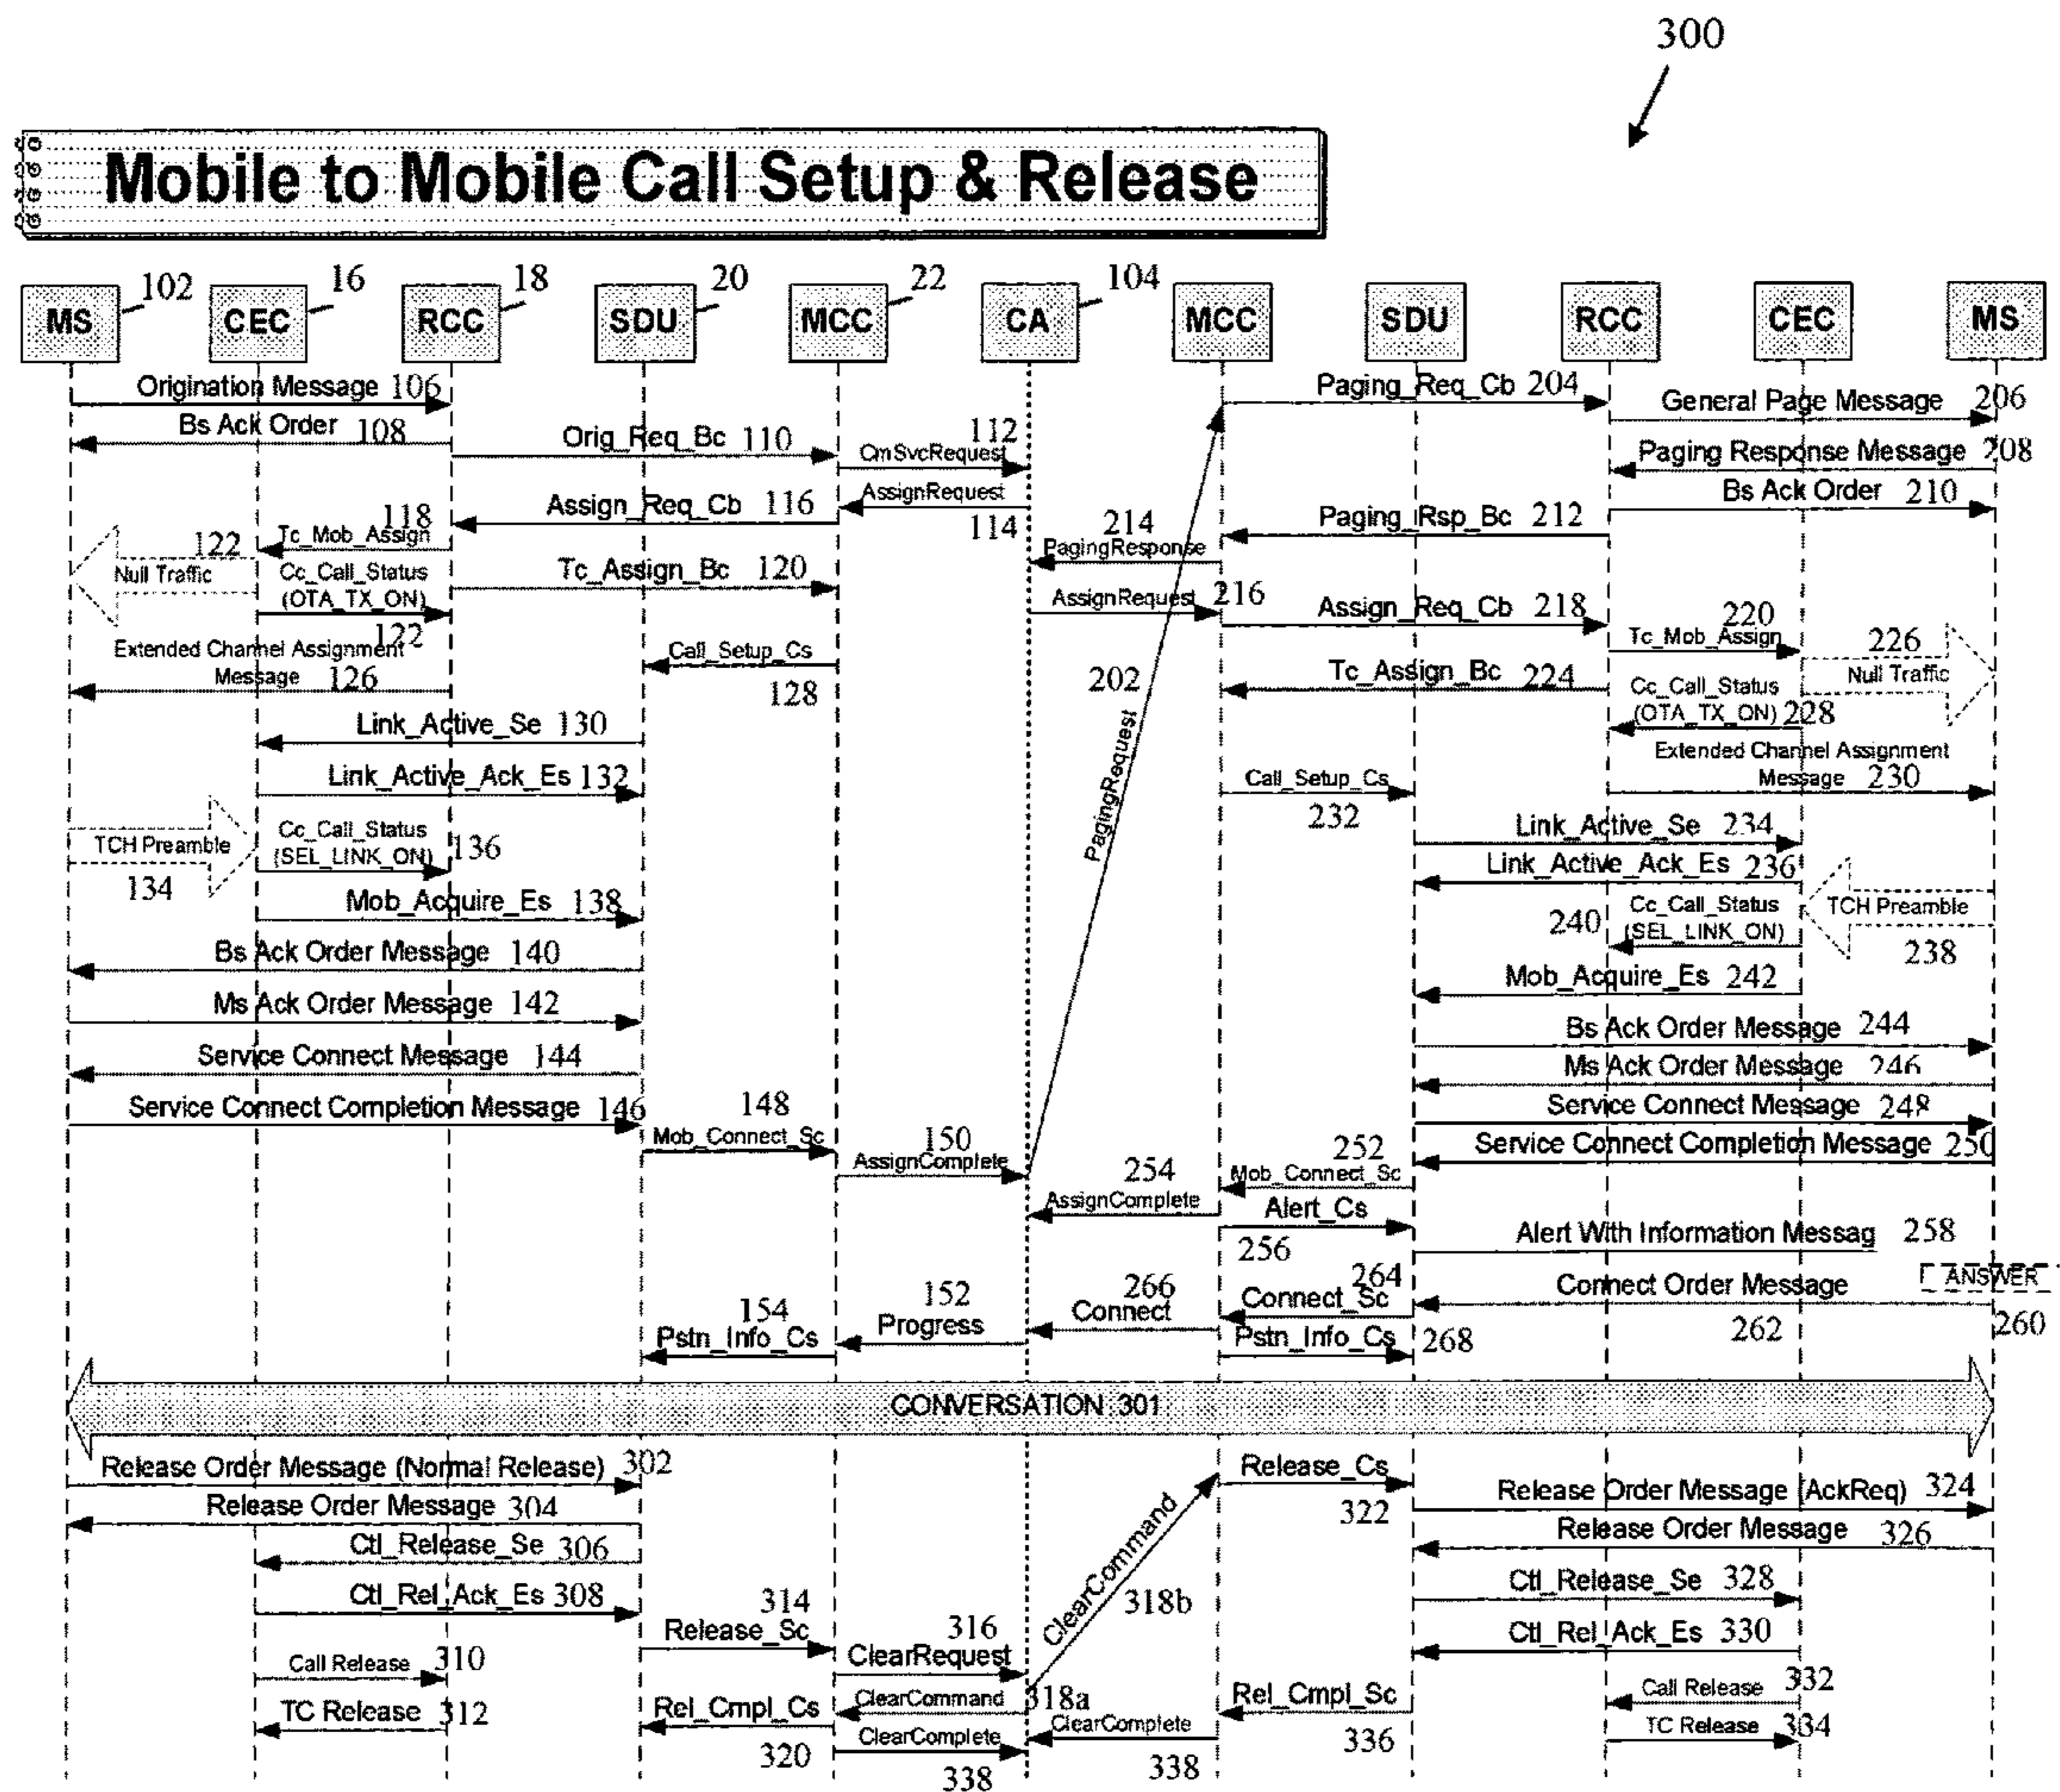 300
Mobile to Mobile Call Setup & Release
102 16 18 20 22 104
MS CEC RCC SDU MCC CA MCC SDU RCC CEC MS
Origination Message 106
Paging_Req_Cb 204
General Page Message 206
Bs Ack Order 108
Orig_Req_Bc 110
112
CmSvcRequest
Paging Response Message 208
AssignRequest
114
Bs Ack Order 210
Assign_Req_Cb 116
118
Tc_Mob_Assign
Paging_Rsp_Bc 212
214
PagingResponse
122
Null Traffic
Cc_Call_Status
(OTA_TX_ON)
122
Tc_Assign_Bc 120
AssignRequest 216
Assign_Req_Cb 218
220
Tc_Mob_Assign
226
Null Traffic
Extended Channel Assignment
Message 126
Call_Setup_Cs
128
202
PagingRequest
Tc_Assign_Bc 224
Cc_Call_Status
(OTA_TX_ON) 228
Link_Active_Se 130
Extended Channel Assignment
Message 230
Link_Active_Ack_Es 132
Call_Setup_Cs
232
TCH Preamble
134
Cc_Call_Status
(SEL_LINK_ON) 136
Link_Active_Se 234
Link_Active_Ack_Es 236
Mob_Acquire_Es 138
240
Cc_Call_Status
(SEL_LINK_ON)
TCH Preamble
238
Bs Ack Order Message 140
Mob_Acquire_Es 242
Ms Ack Order Message 142
Bs Ack Order Message 244
Service Connect Message 144
Ms Ack Order Message 246
Service Connect Completion Message 146
Service Connect Message 248
148
Mob_Connect_Sc
150
AssignComplete
Service Connect Completion Message 250
252
Mob_Connect_Sc
254
AssignComplete
Alert_Cs
256
Alert With Information Messag 258
ANSWER
260
Connect Order Message
262
264
Connect_Sc
266
Connect
152
Progress
154
Pstn_Info_Cs
Pstn_Info_Cs 268
CONVERSATION 301
Release Order Message (Normal Release) 302
Release_Cs
322
Release Order Message (AckReq) 324
Release Order Message 304
Release Order Message 326
Ctl_Release_Se 306
ClearCommand
318b
Ctl_Release_Se 328
Ctl_Rel_Ack_Es 308
314
Release_Sc
316
ClearRequest
Ctl_Rel_Ack_Es 330
Call Release 310
Call Release 332
ClearCommand 318a
TC Release 312
Rel_Cmpl_Cs
320
Rel_Cmpl_Sc
336
TC Release 334
ClearComplete
338
ClearComplete
338